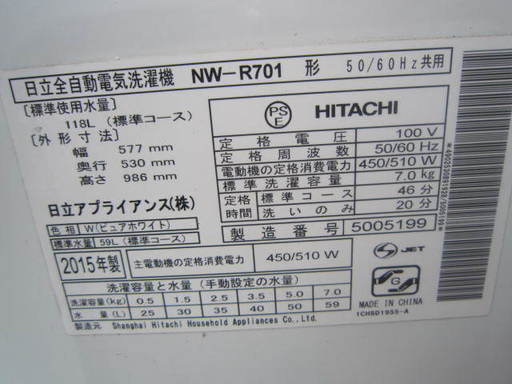 日立全自動電気洗濯機 NW-R701 形 50/60Hz共用
[標準使用水量]
118L (標準コース)
[外形寸法]
幅 577 mm
奥行 530 mm
高さ 986 mm
日立アプライアンス(株)
色相 W(ピュアホワイト)
標準水量 59L (標準コース)
2015年製
主電動機の定格消費電力 450/510 W
PSE HITACHI
定格電圧 100 V
定格周波数 50/60 Hz
電動機の定格消費電力 450/510 W
標準洗濯容量 7.0kg
定格時間 標準コース 46分
洗いのみ 20分
製造番号 5005199
S JET
G
MADE IN CHINA
1CHSD1955-A
洗濯容量と水量 (手動設定の水量)
洗濯容量(kg) 0.5 1.5 2.5 3.5 5.0 7.0
水量(L) 25 30 35 40 50 59
製造元 Shanghai Hitachi Household Appliances Co., Ltd.